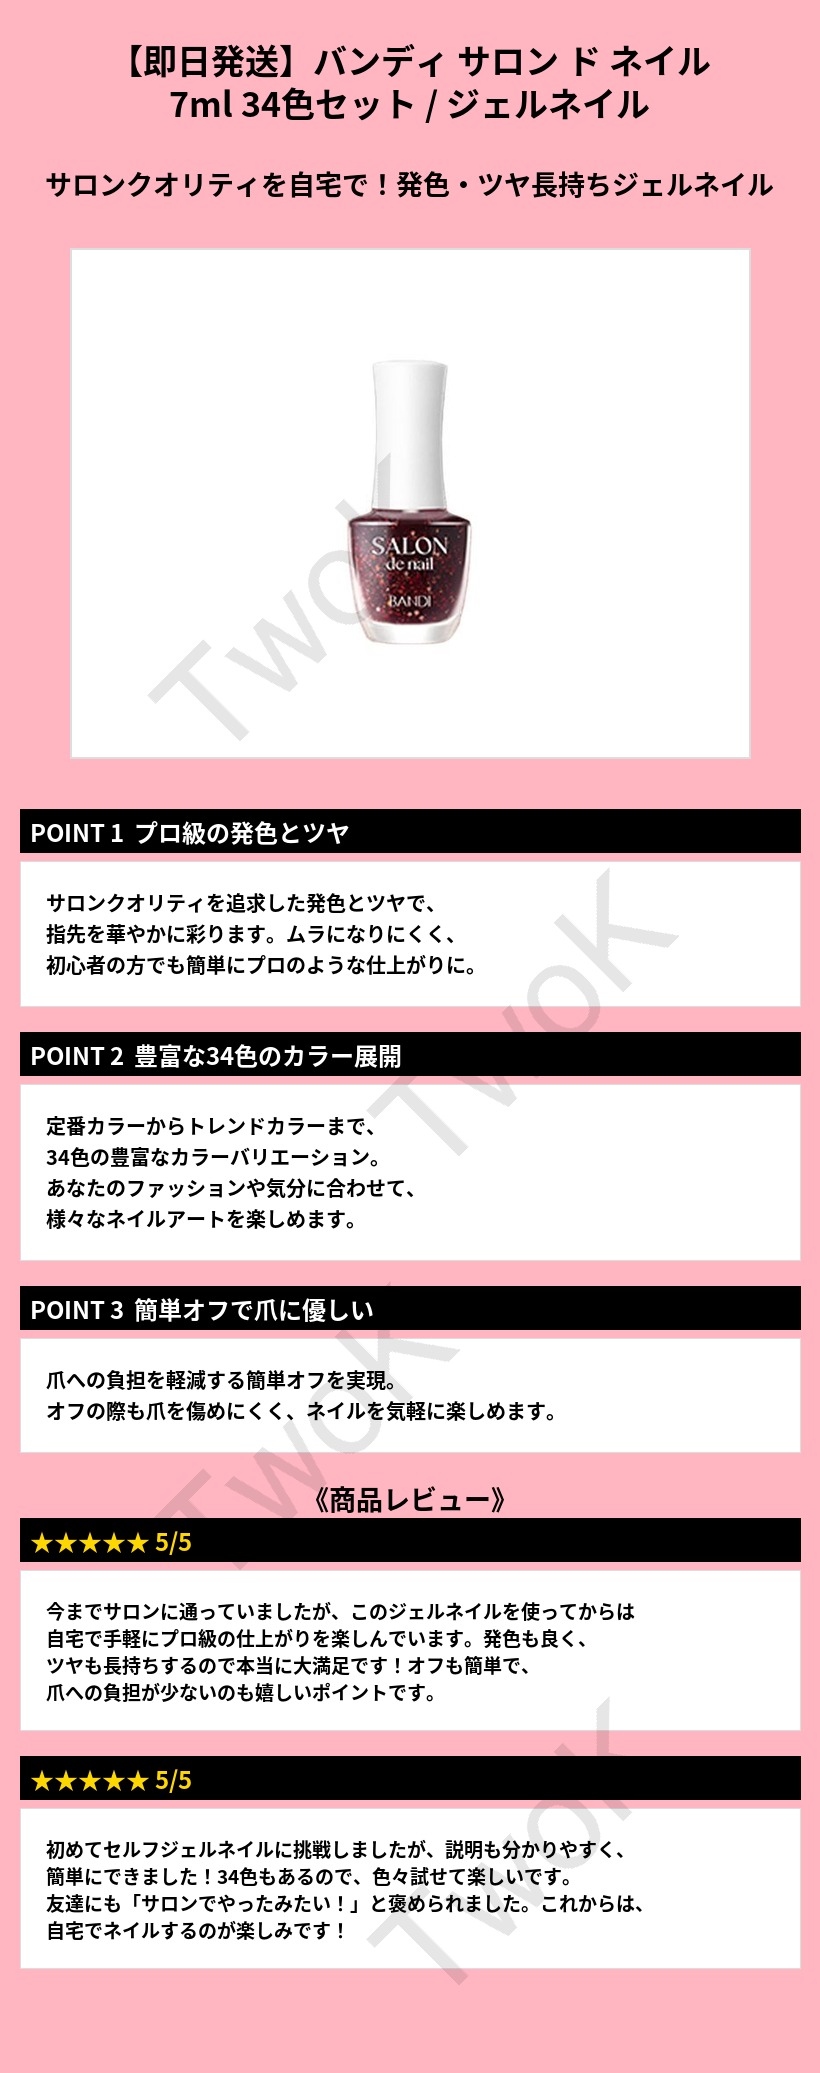 【即日発送】バンディ サロン ド ネイル
7ml 34色セット / ジェルネイル
サロンクオリティを自宅で！発色・ツヤ長持ちジェルネイル
SALON
de nail
BANDI
TwoK
POINT 1 プロ級の発色とツヤ
サロンクオリティを追求した発色とツヤで、
指先を華やかに彩ります。ムラになりにくく、
初心者の方でも簡単にプロのような仕上がりに。
TwoK
POINT 2 豊富な34色のカラー展開
定番カラーからトレンドカラーまで、
34色の豊富なカラーバリエーション。
あなたのファッションや気分に合わせて、
様々なネイルアートを楽しめます。
POINT 3 簡単オフで爪に優しい
爪への負担を軽減する簡単オフを実現。
オフの際も爪を傷めにくく、ネイルを気軽に楽しめます。
TwoK
《商品レビュー》
★★★★★ 5/5
今までサロンに通っていましたが、このジェルネイルを使ってからは
自宅で手軽にプロ級の仕上がりを楽しんでいます。発色も良く、
ツヤも長持ちするので本当に大満足です！オフも簡単で、
爪への負担が少ないのも嬉しいポイントです。
★★★★★ 5/5
初めてセルフジェルネイルに挑戦しましたが、説明も分かりやすく、
簡単にできました！34色もあるので、色々試せて楽しいです。
友達にも「サロンでやったみたい！」と褒められました。これからは、
自宅でネイルするのが楽しみです！
TwoK